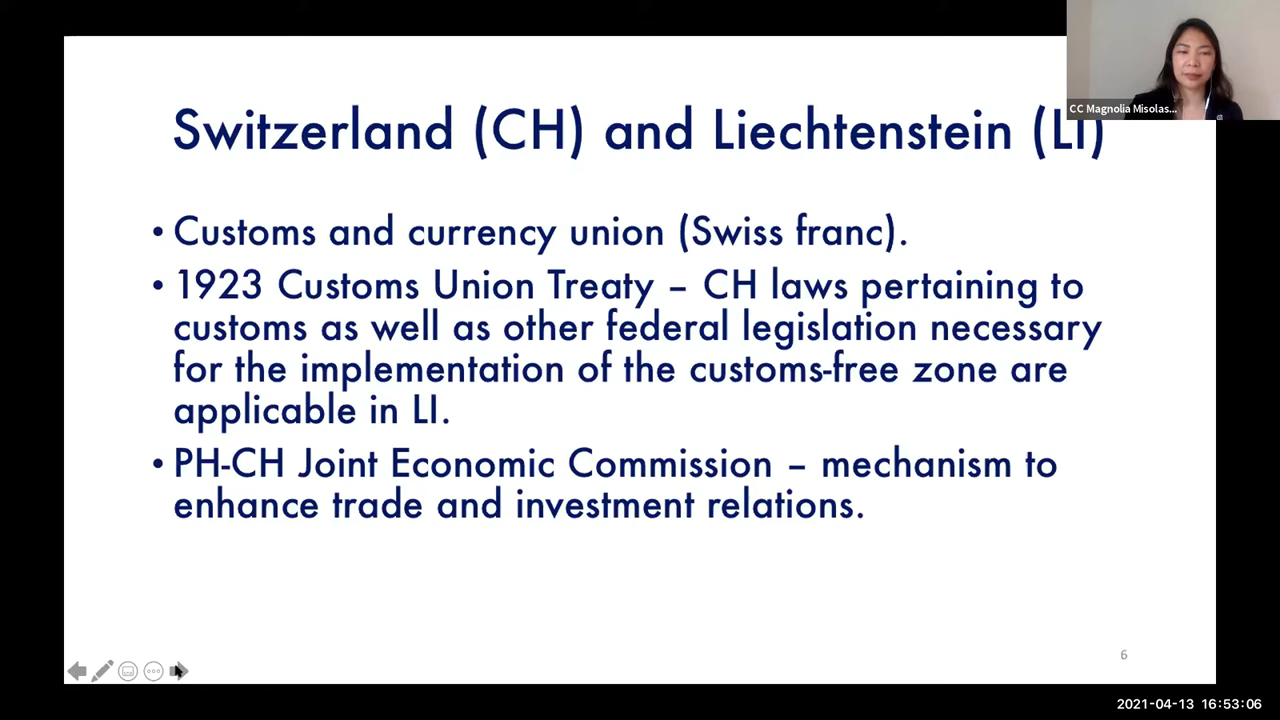 CC Magnolia Misolas...
Switzerland (CH) and Liechtenstein (LI)
• Customs and currency union (Swiss franc).
• 1923 Customs Union Treaty – CH laws pertaining to
customs as well as other federal legislation necessary
for the implementation of the customs-free zone are
applicable in LI.
• PH-CH Joint Economic Commission – mechanism to
enhance trade and investment relations.
6
2021-04-13 16:53:06